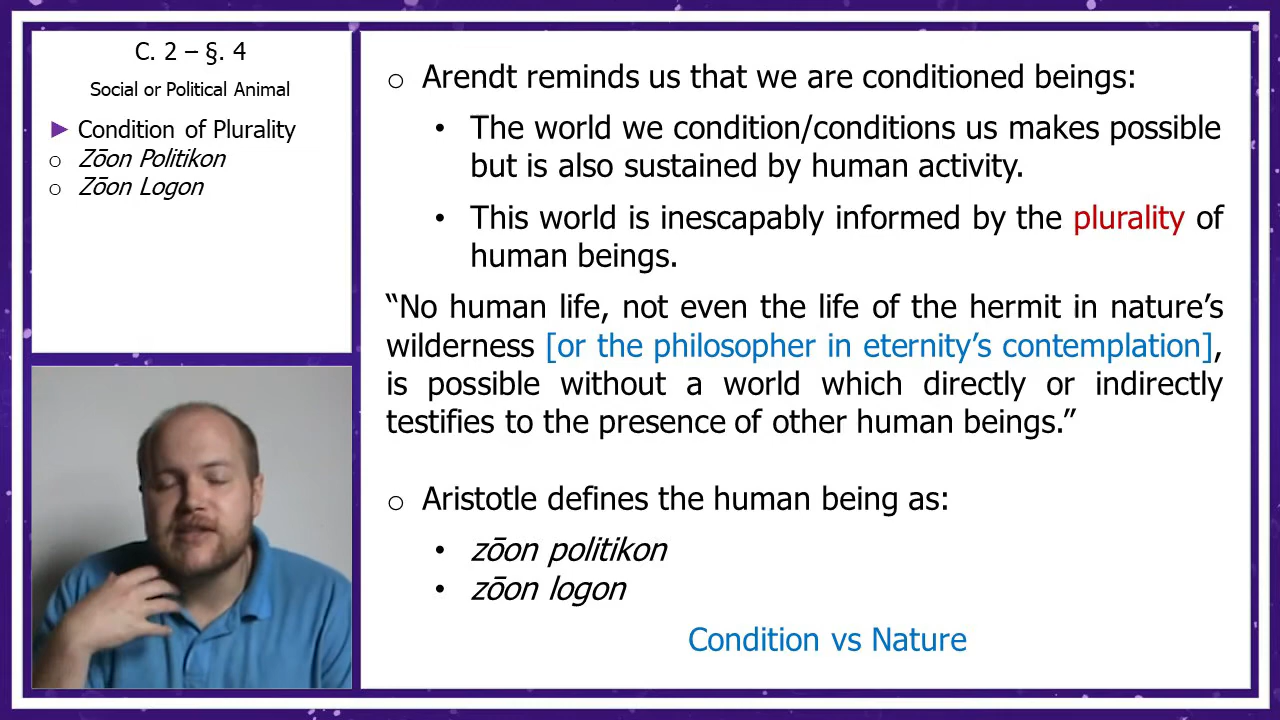 C. 2 – §. 4
Social or Political Animal
► Condition of Plurality
o Zōon Politikon
o Zōon Logon
o Arendt reminds us that we are conditioned beings:
• The world we condition/conditions us makes possible
but is also sustained by human activity.
• This world is inescapably informed by the plurality of
human beings.
“No human life, not even the life of the hermit in nature’s
wilderness [or the philosopher in eternity’s contemplation],
is possible without a world which directly or indirectly
testifies to the presence of other human beings.”
o Aristotle defines the human being as:
• zōon politikon
• zōon logon
Condition vs Nature